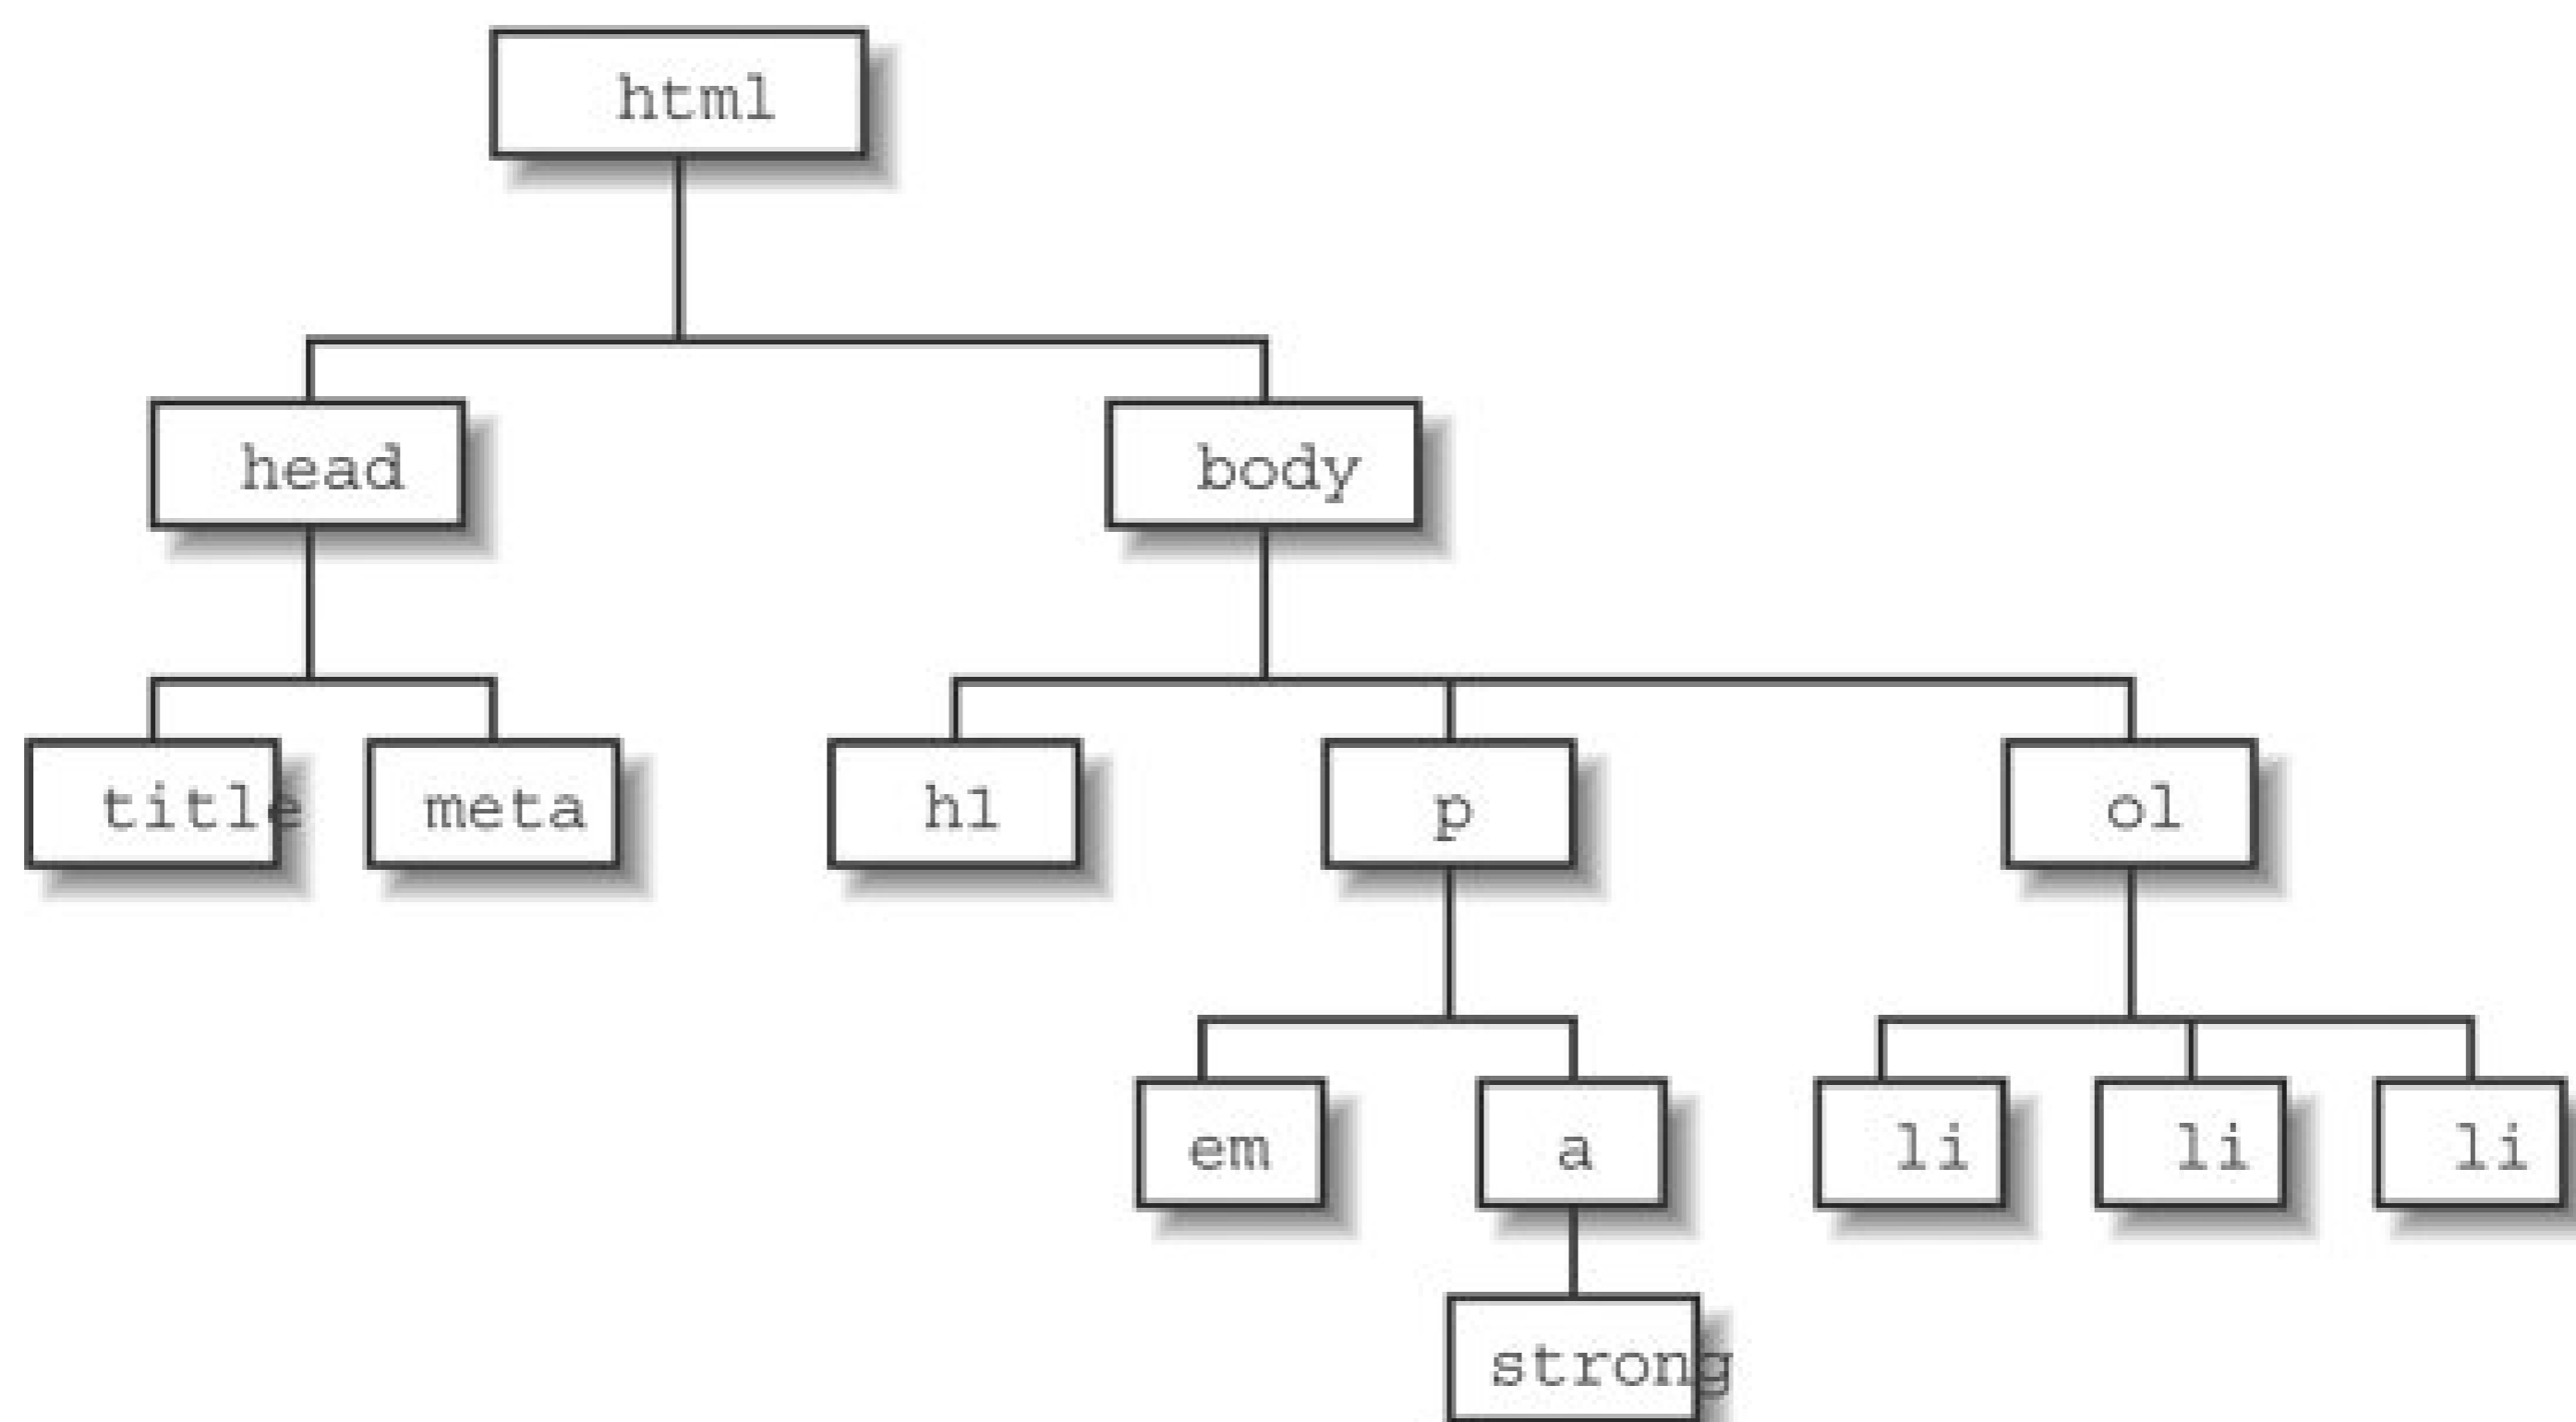 html
head
body
title
meta
h1
p
ol
em
a
li
li
li
strong